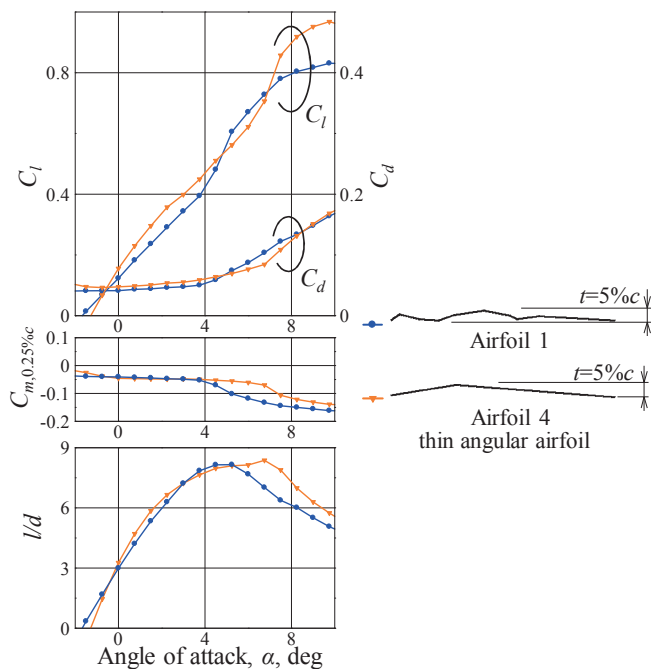 0.8
0.4
0
C_l
0.4
0.2
0
C_d
C_l
C_d
0 4 8
0.1
0
-0.1
-0.2
C_m,0.25%c
0 4 8
9
6
3
0
l/d
0 4 8
Angle of attack, α, deg
t=5%c
Airfoil 1
t=5%c
Airfoil 4
thin angular airfoil